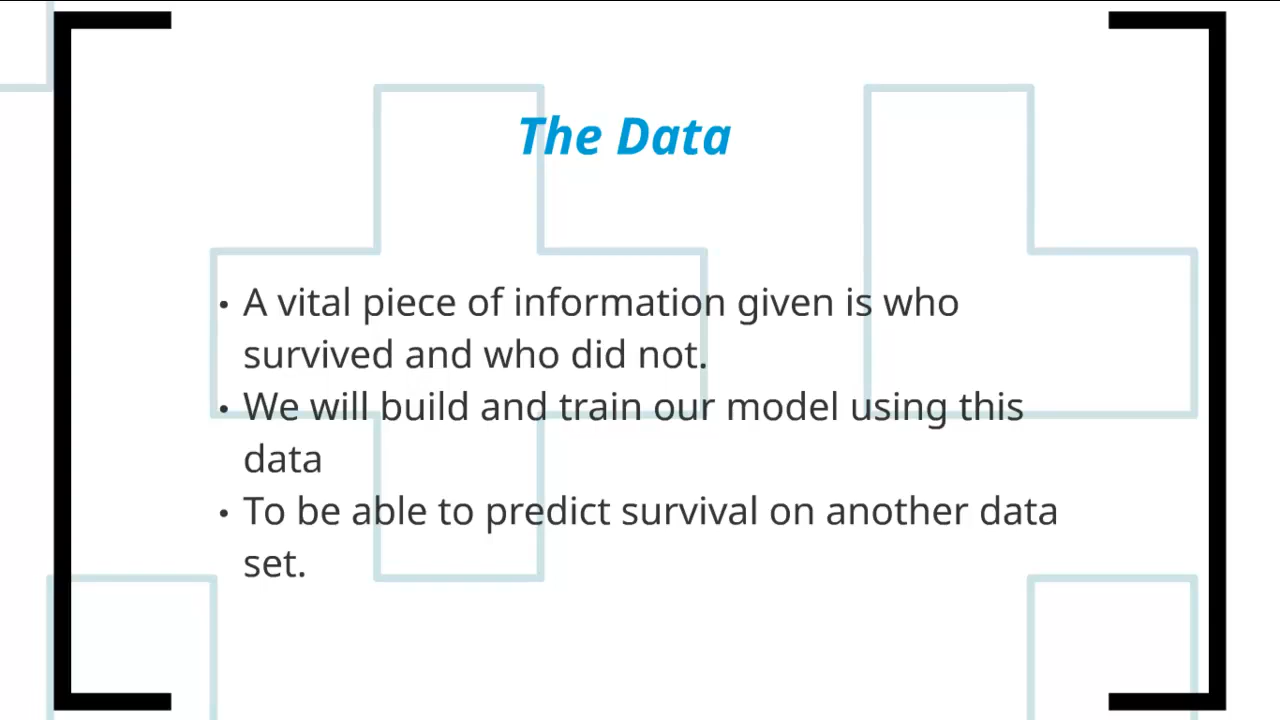 The Data
• A vital piece of information given is who
survived and who did not.
• We will build and train our model using this
data
• To be able to predict survival on another data
set.